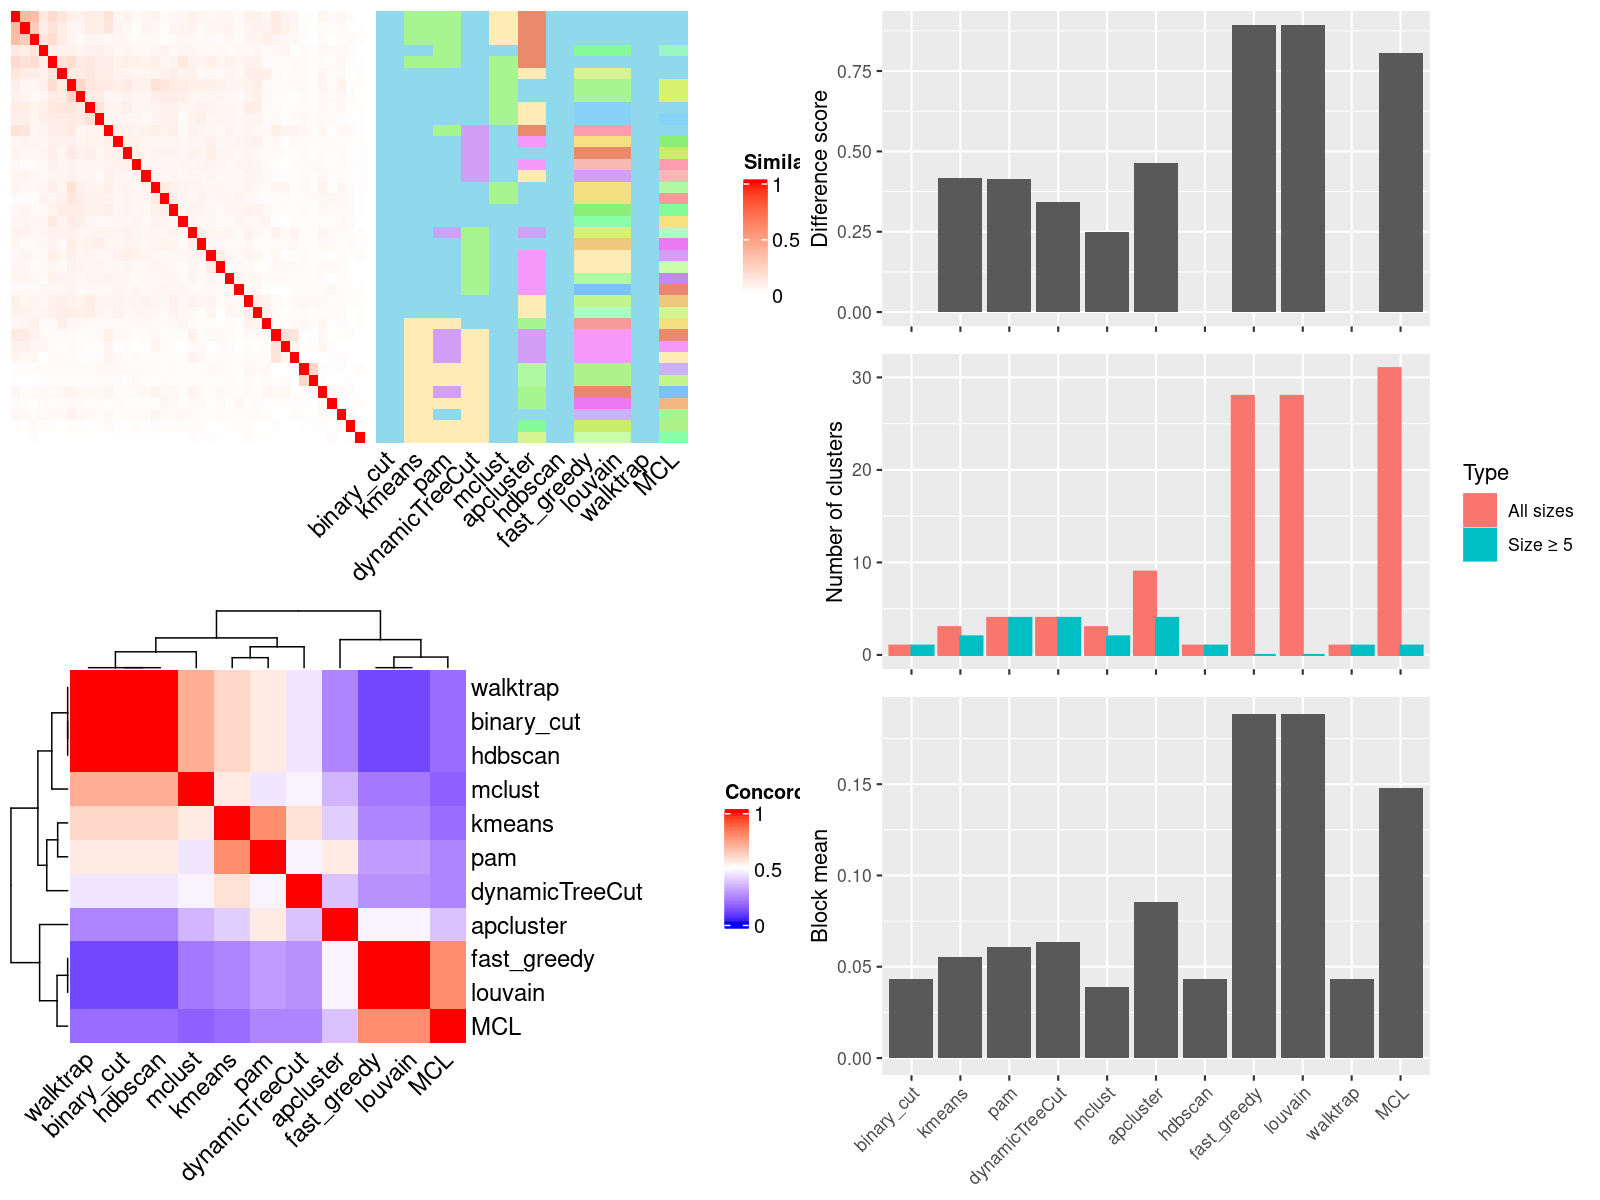 Simila
1
0.5
0
binary_cut
kmeans
pam
dynamicTreeCut
mclust
apcluster
hdbscan
fast_greedy
louvain
walktrap
MCL
walktrap
binary_cut
hdbscan
mclust
kmeans
pam
dynamicTreeCut
apcluster
fast_greedy
louvain
MCL
walktrap
binary_cut
hdbscan
mclust
kmeans
pam
dynamicTreeCut
apcluster
fast_greedy
louvain
MCL
Concord
1
0.5
0
Difference score
0.75
0.50
0.25
0.00
Number of clusters
30
20
10
0
Type
All sizes
Size ≥ 5
Block mean
0.15
0.10
0.05
0.00
binary_cut
kmeans
pam
dynamicTreeCut
mclust
apcluster
hdbscan
fast_greedy
louvain
walktrap
MCL